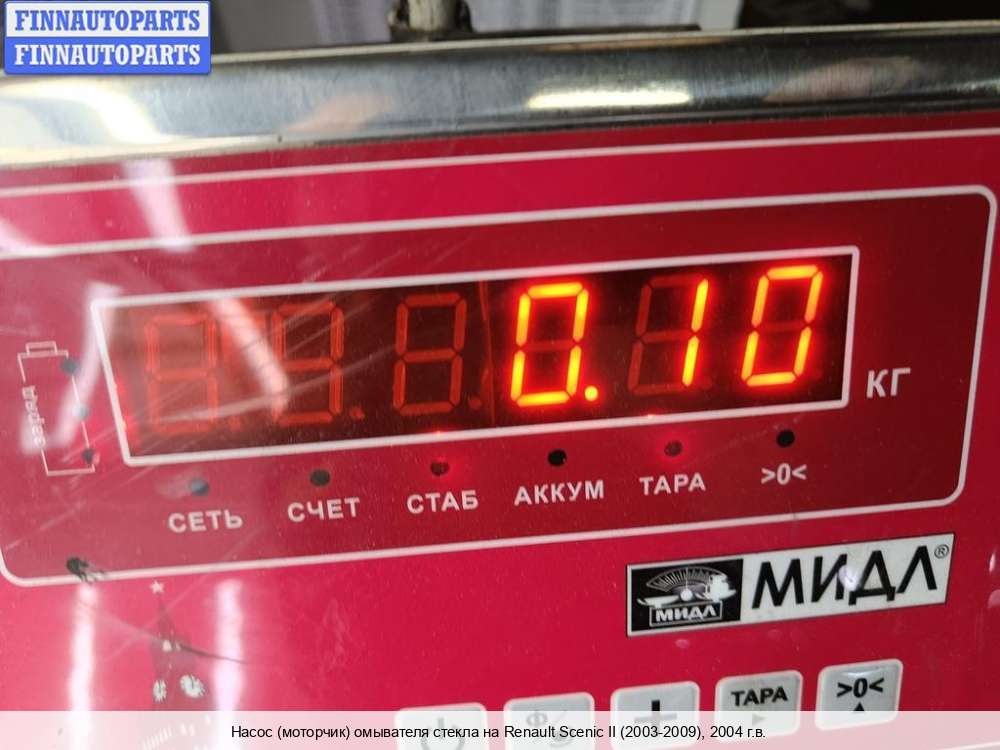 FINNAUTOPARTS
FINNAUTOPARTS
0.10
КГ
заряд
СЕТЬ
СЧЕТ
СТАБ
АККУМ
ТАРА
>0<
МИДЛ
МИДЛ®
ТАРА
>0<
Насос (моторчик) омывателя стекла на Renault Scenic II (2003-2009), 2004 г.в.